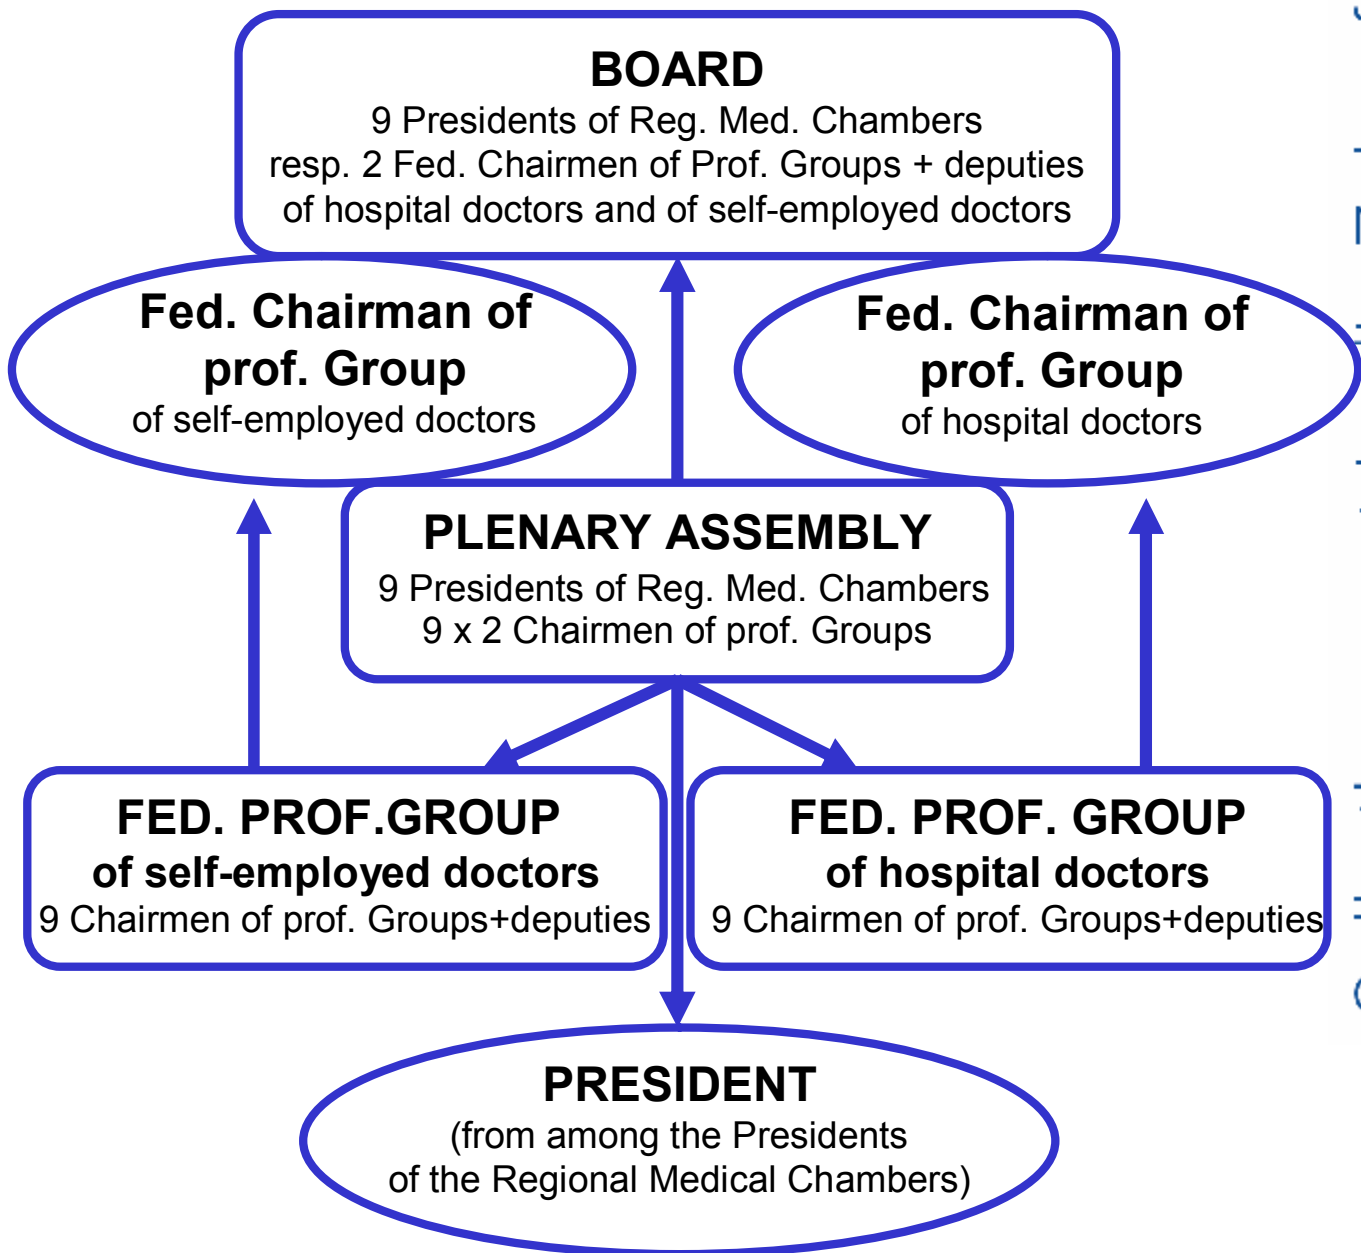 BOARD
9 Presidents of Reg. Med. Chambers
resp. 2 Fed. Chairmen of Prof. Groups + deputies
of hospital doctors and of self-employed doctors
Fed. Chairman of
prof. Group
of self-employed doctors
Fed. Chairman of
prof. Group
of hospital doctors
PLENARY ASSEMBLY
9 Presidents of Reg. Med. Chambers
9 x 2 Chairmen of prof. Groups
FED. PROF.GROUP
of self-employed doctors
9 Chairmen of prof. Groups+deputies
FED. PROF. GROUP
of hospital doctors
9 Chairmen of prof. Groups+deputies
PRESIDENT
(from among the Presidents
of the Regional Medical Chambers)